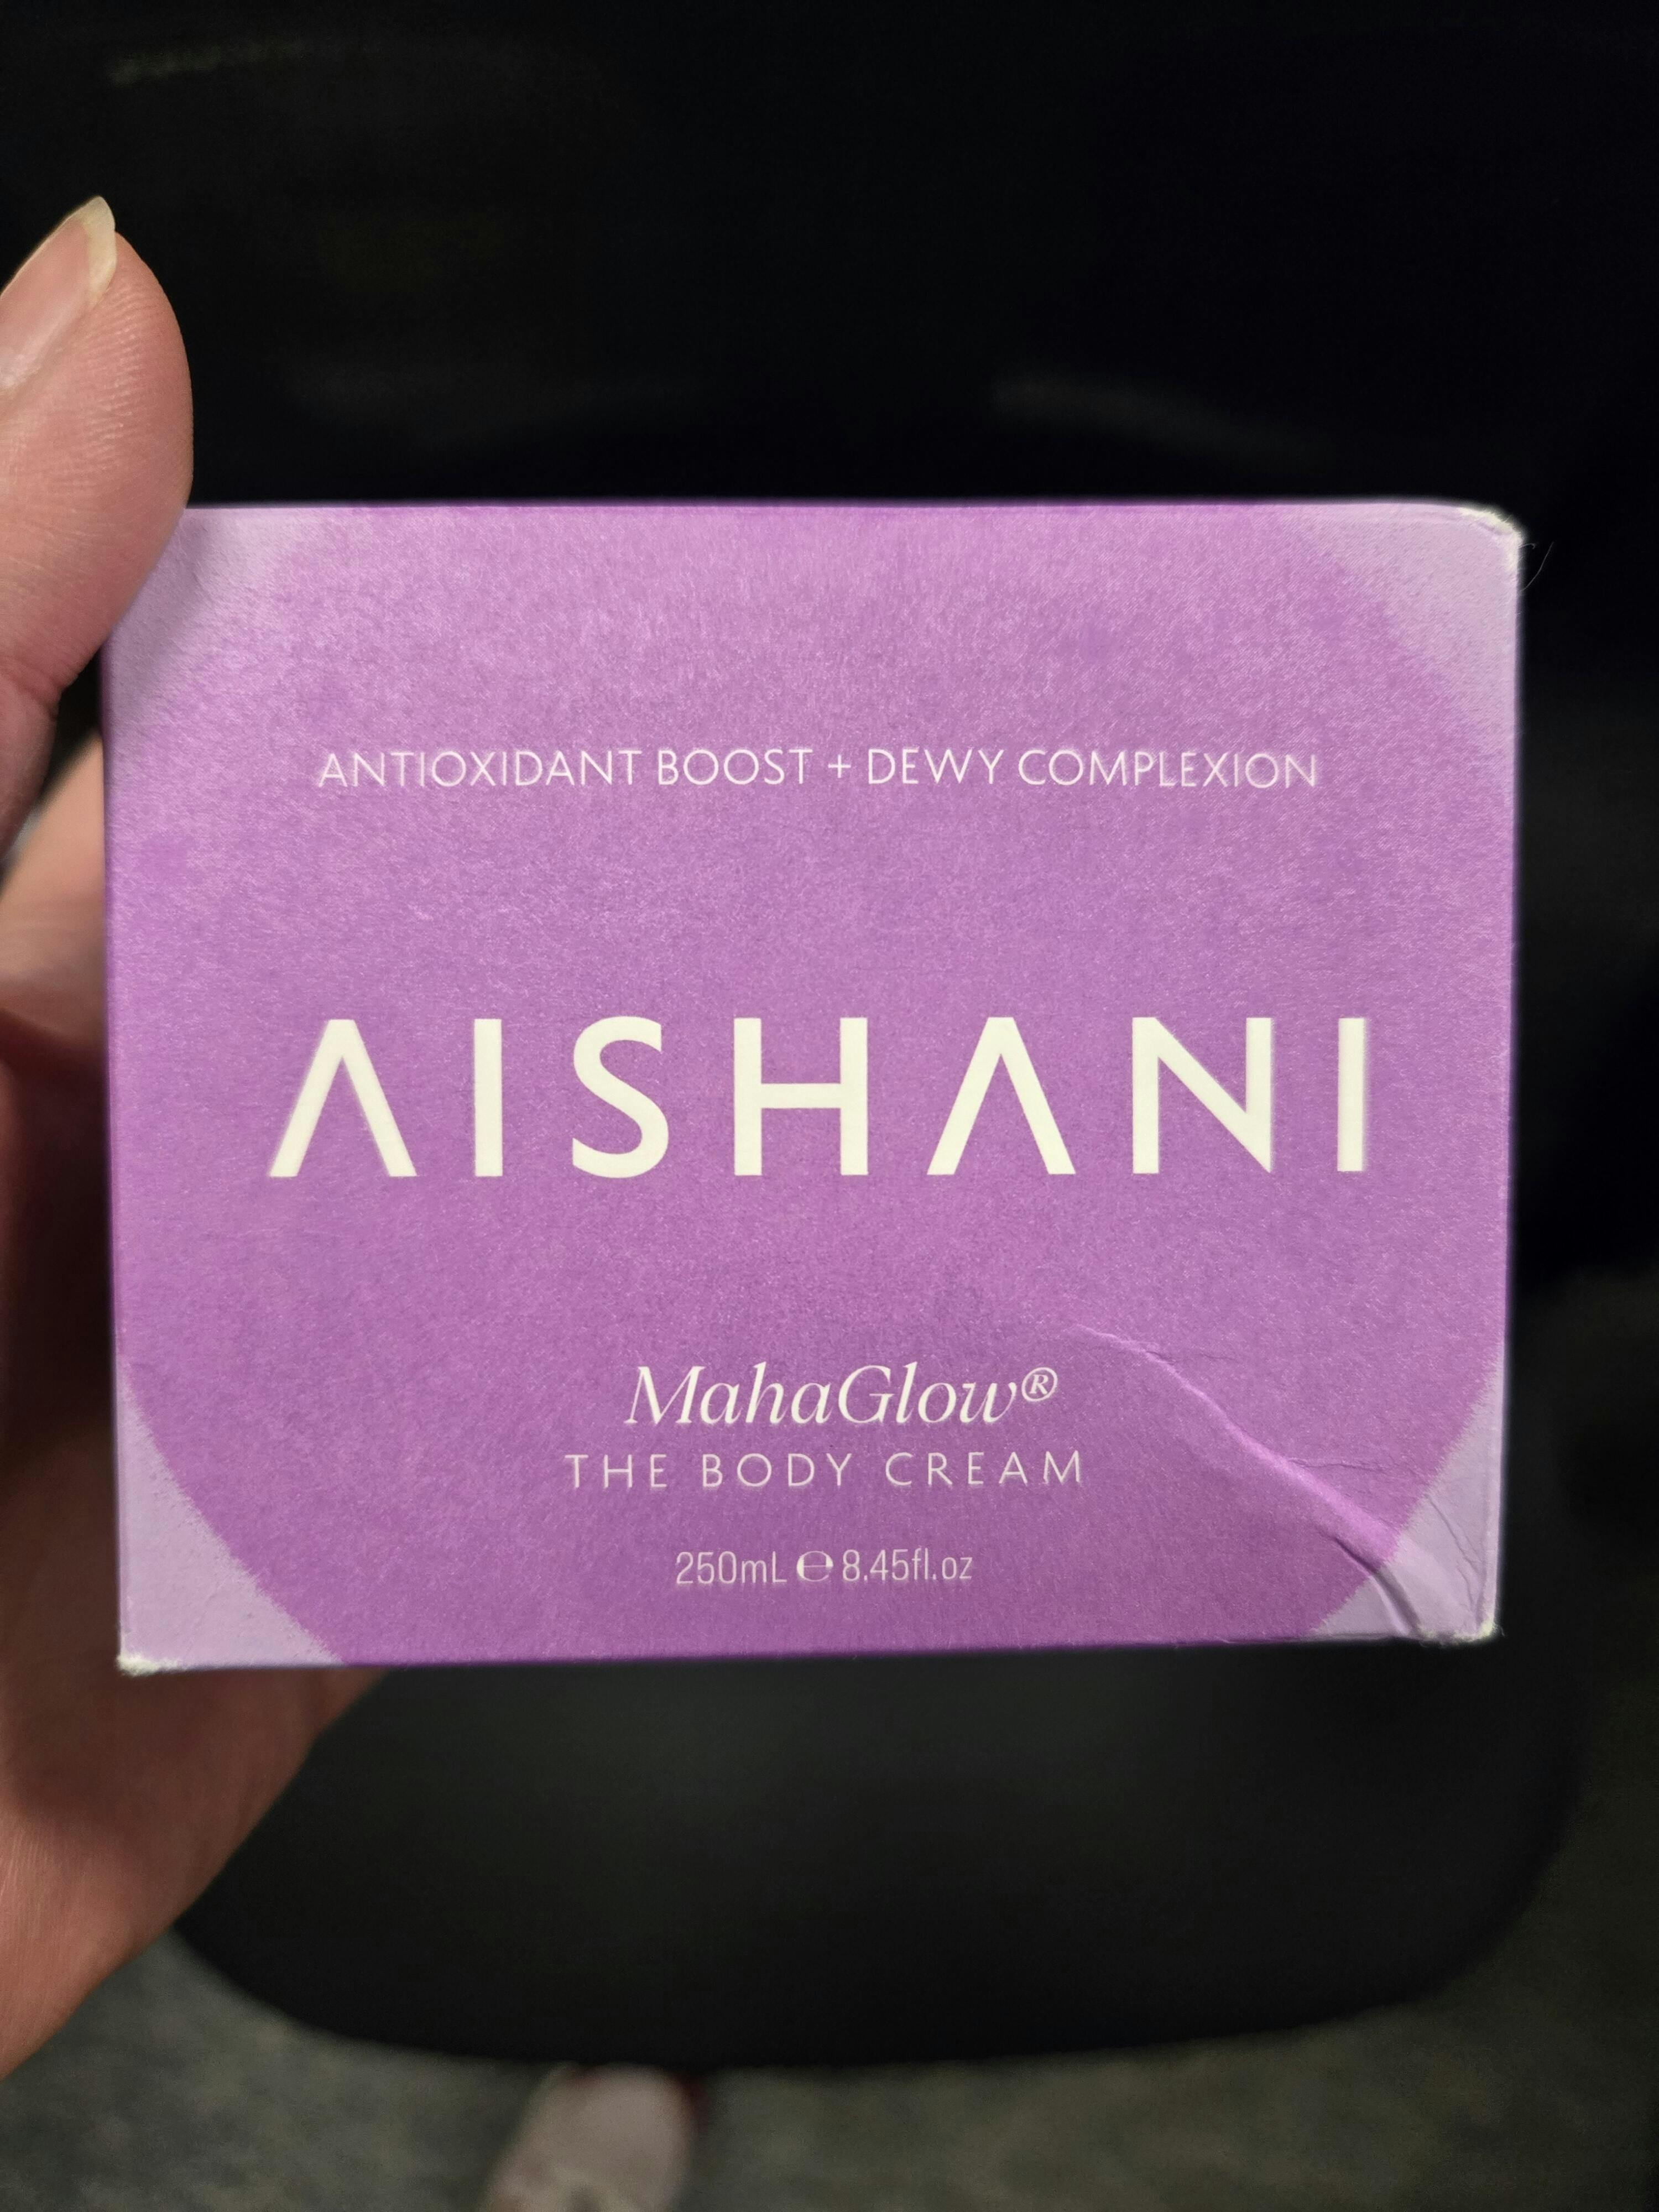 ANTIOXIDANT BOOST + DEWY COMPLEXION
AISHANI
MahaGlow®
THE BODY CREAM
250mL ℮ 8.45fl.oz